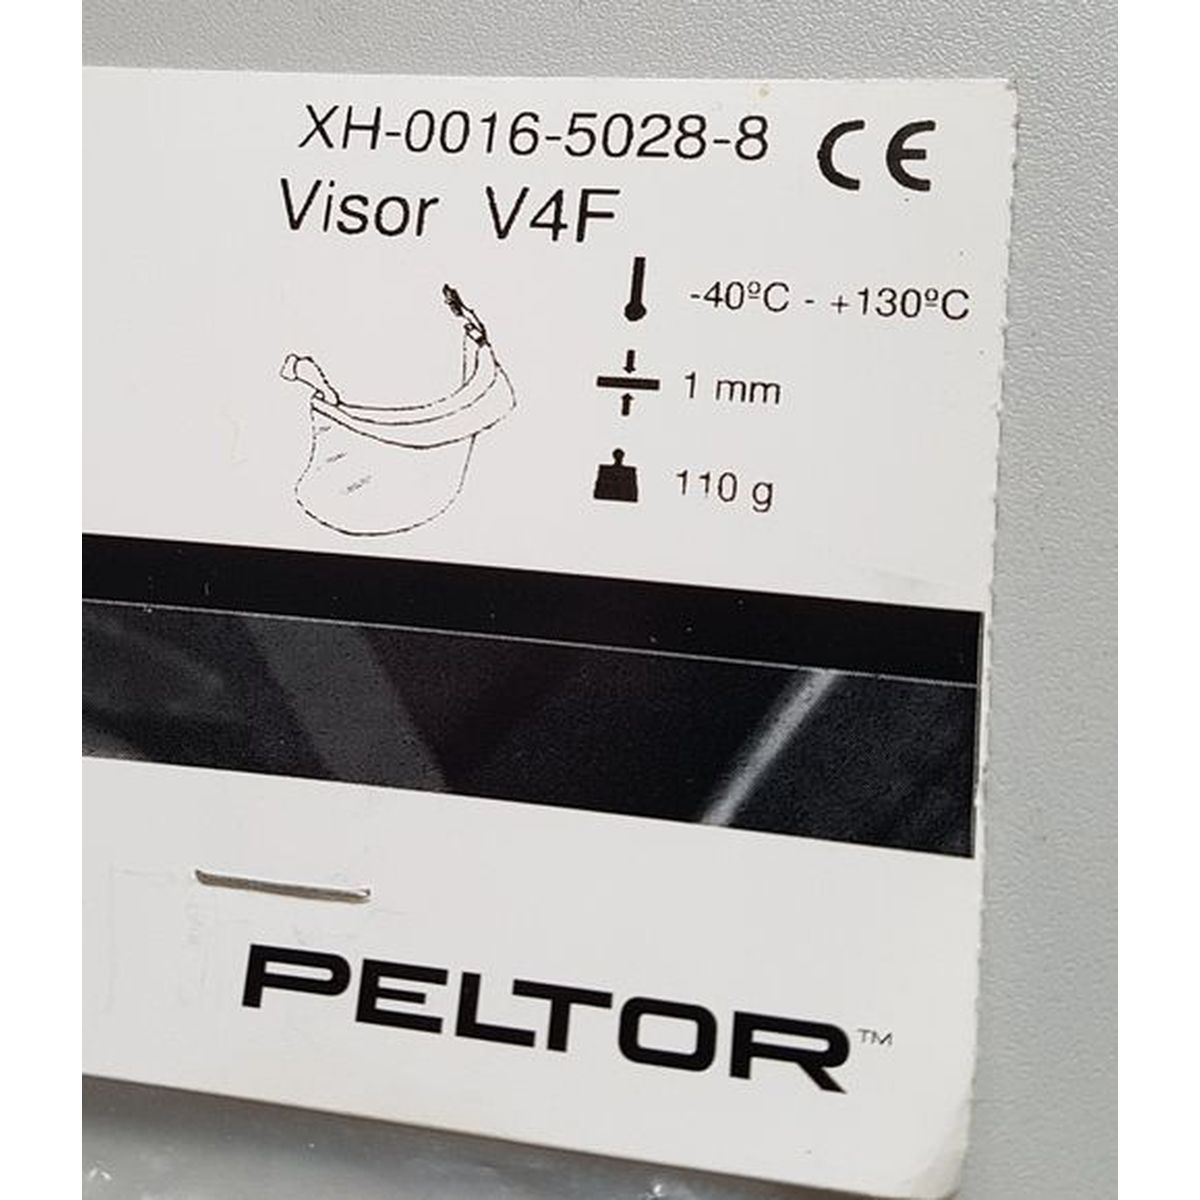 XH-0016-5028-8 CE
Visor V4F
-40ºC - +130ºC
1 mm
110 g
PELTOR™